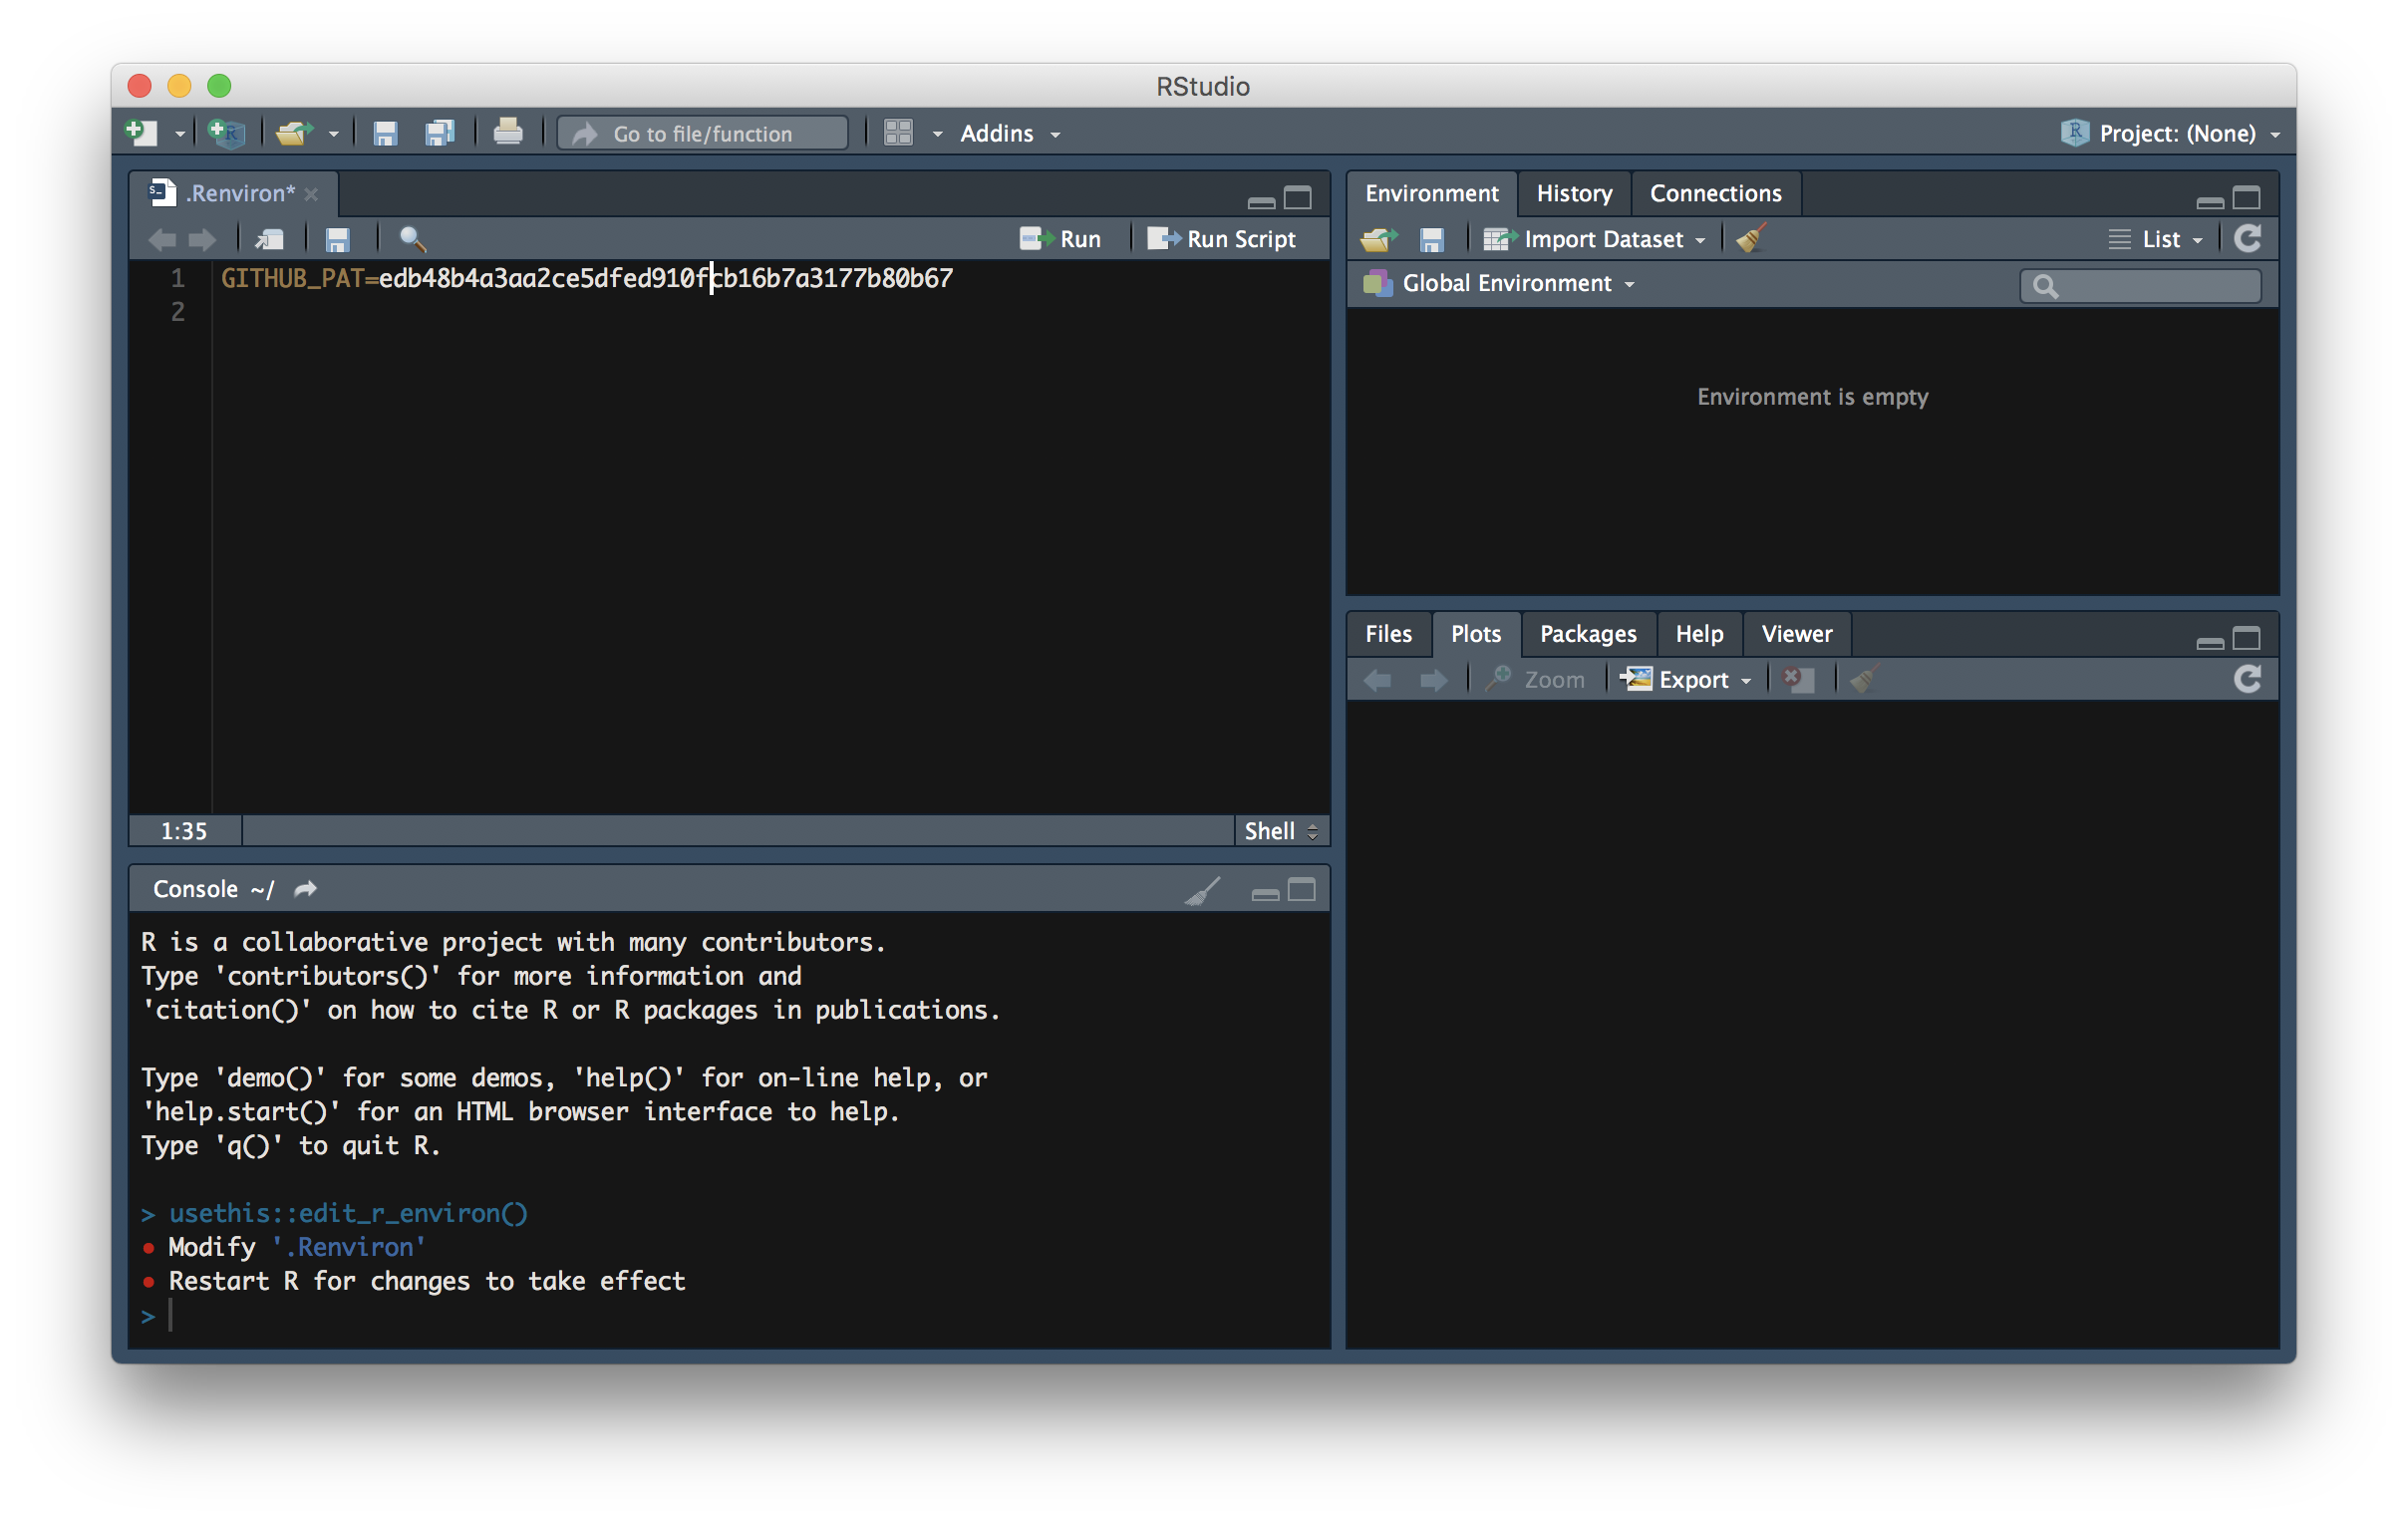 RStudio
Go to file/function
Addins
Project: (None)
.Renviron*
Run
Run Script
1 GITHUB_PAT=edb48b4a3aa2ce5dfed910fcb16b7a3177b80b67
2
1:35
Shell
Console ~/
R is a collaborative project with many contributors.
Type 'contributors()' for more information and
'citation()' on how to cite R or R packages in publications.
Type 'demo()' for some demos, 'help()' for on-line help, or
'help.start()' for an HTML browser interface to help.
Type 'q()' to quit R.
> usethis::edit_r_environ()
● Modify '.Renviron'
● Restart R for changes to take effect
>
Environment History Connections
Import Dataset
List
Global Environment
Environment is empty
Files Plots Packages Help Viewer
Zoom Export